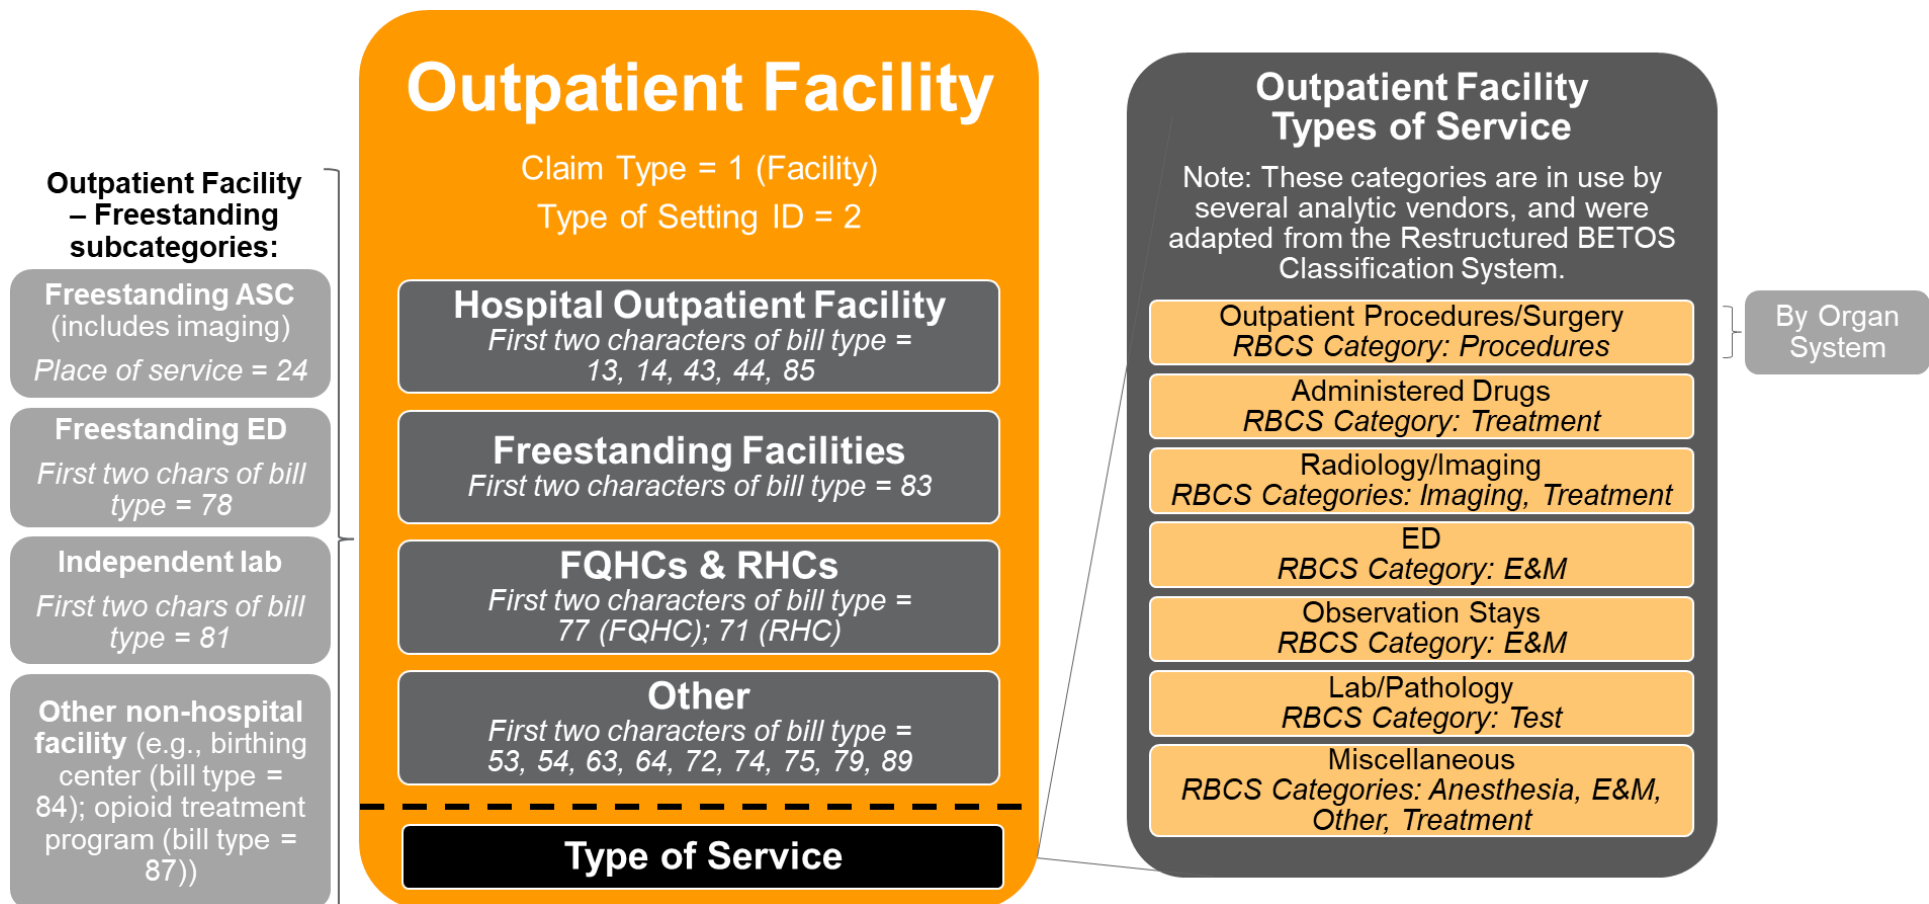 Outpatient Facility
– Freestanding
subcategories:
Freestanding ASC
(includes imaging)
Place of service = 24
Freestanding ED
First two chars of bill
type = 78
Independent lab
First two chars of bill
type = 81
Other non-hospital
facility (e.g., birthing
center (bill type =
84); opioid treatment
program (bill type =
87))
Outpatient Facility
Claim Type = 1 (Facility)
Type of Setting ID = 2
Hospital Outpatient Facility
First two characters of bill type =
13, 14, 43, 44, 85
Freestanding Facilities
First two characters of bill type = 83
FQHCs & RHCs
First two characters of bill type =
77 (FQHC); 71 (RHC)
Other
First two characters of bill type =
53, 54, 63, 64, 72, 74, 75, 79, 89
Type of Service
Outpatient Facility
Types of Service
Note: These categories are in use by
several analytic vendors, and were
adapted from the Restructured BETOS
Classification System.
Outpatient Procedures/Surgery
RBCS Category: Procedures
Administered Drugs
RBCS Category: Treatment
Radiology/Imaging
RBCS Categories: Imaging, Treatment
ED
RBCS Category: E&M
Observation Stays
RBCS Category: E&M
Lab/Pathology
RBCS Category: Test
Miscellaneous
RBCS Categories: Anesthesia, E&M,
Other, Treatment
By Organ
System